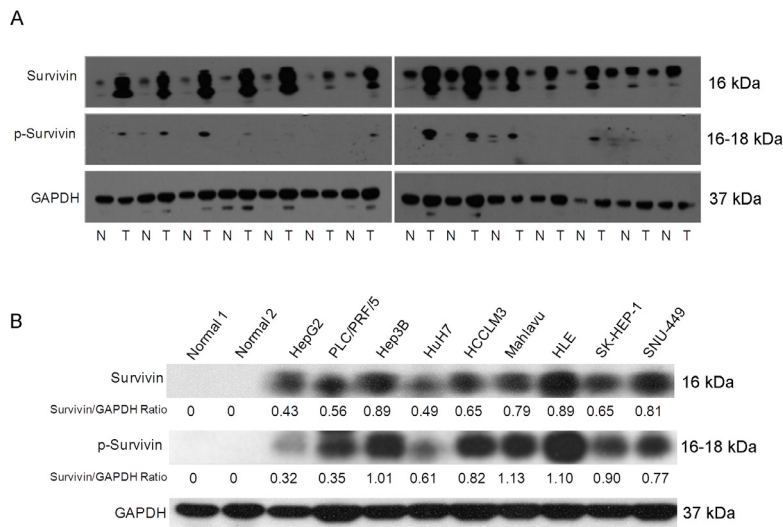 A
Survivin
16 kDa
p-Survivin
16-18 kDa
GAPDH
37 kDa
N T N T N T N T N T N T N T N T N T N T N T N T N T N T
B
Normal 1 Normal 2 HepG2 PLC/PRF/5 Hep3B HuH7 HCCLM3 Mahlavu HLE SK-HEP-1 SNU-449
Survivin
16 kDa
Survivin/GAPDH Ratio 0 0 0.43 0.56 0.89 0.49 0.65 0.79 0.89 0.65 0.81
p-Survivin
16-18 kDa
Survivin/GAPDH Ratio 0 0 0.32 0.35 1.01 0.61 0.82 1.13 1.10 0.90 0.77
GAPDH
37 kDa